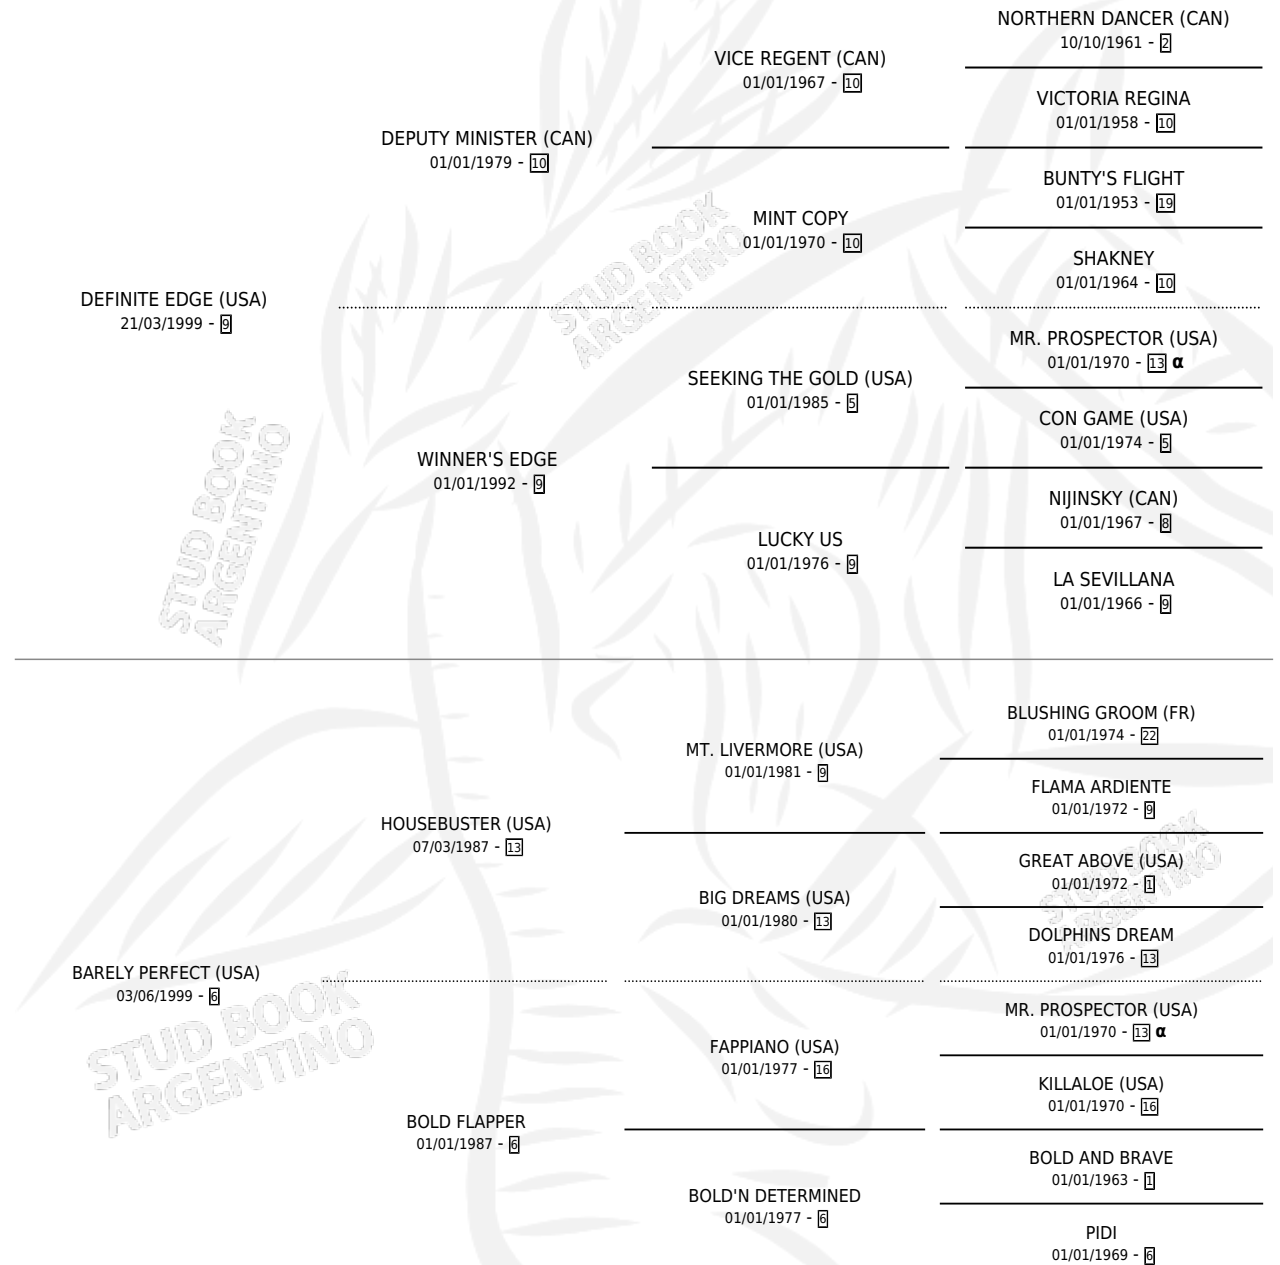 NORTHERN DANCER (CAN)
10/10/1961 - 2
VICE REGENT (CAN)
01/01/1967 - 10
VICTORIA REGINA
01/01/1958 - 10
DEPUTY MINISTER (CAN)
01/01/1979 - 10
BUNTY'S FLIGHT
01/01/1953 - 19
MINT COPY
01/01/1970 - 10
SHAKNEY
01/01/1964 - 10
DEFINITE EDGE (USA)
21/03/1999 - 9
MR. PROSPECTOR (USA)
01/01/1970 - 13 α
SEEKING THE GOLD (USA)
01/01/1985 - 5
CON GAME (USA)
01/01/1974 - 5
WINNER'S EDGE
01/01/1992 - 9
NIJINSKY (CAN)
01/01/1967 - 8
LUCKY US
01/01/1976 - 9
LA SEVILLANA
01/01/1966 - 9
BLUSHING GROOM (FR)
01/01/1974 - 22
MT. LIVERMORE (USA)
01/01/1981 - 9
FLAMA ARDIENTE
01/01/1972 - 9
HOUSEBUSTER (USA)
07/03/1987 - 13
GREAT ABOVE (USA)
01/01/1972 - 1
BIG DREAMS (USA)
01/01/1980 - 13
DOLPHINS DREAM
01/01/1976 - 13
BARELY PERFECT (USA)
03/06/1999 - 6
MR. PROSPECTOR (USA)
01/01/1970 - 13 α
FAPPIANO (USA)
01/01/1977 - 16
KILLALOE (USA)
01/01/1970 - 16
BOLD FLAPPER
01/01/1987 - 6
BOLD AND BRAVE
01/01/1963 - 1
BOLD'N DETERMINED
01/01/1977 - 6
PIDI
01/01/1969 - 6
STUD BOOK
ARGENTINO
STUD BOOK
ARGENTINO
STUD BOOK
ARGENTINO
STUD BOOK
ARGENTINO